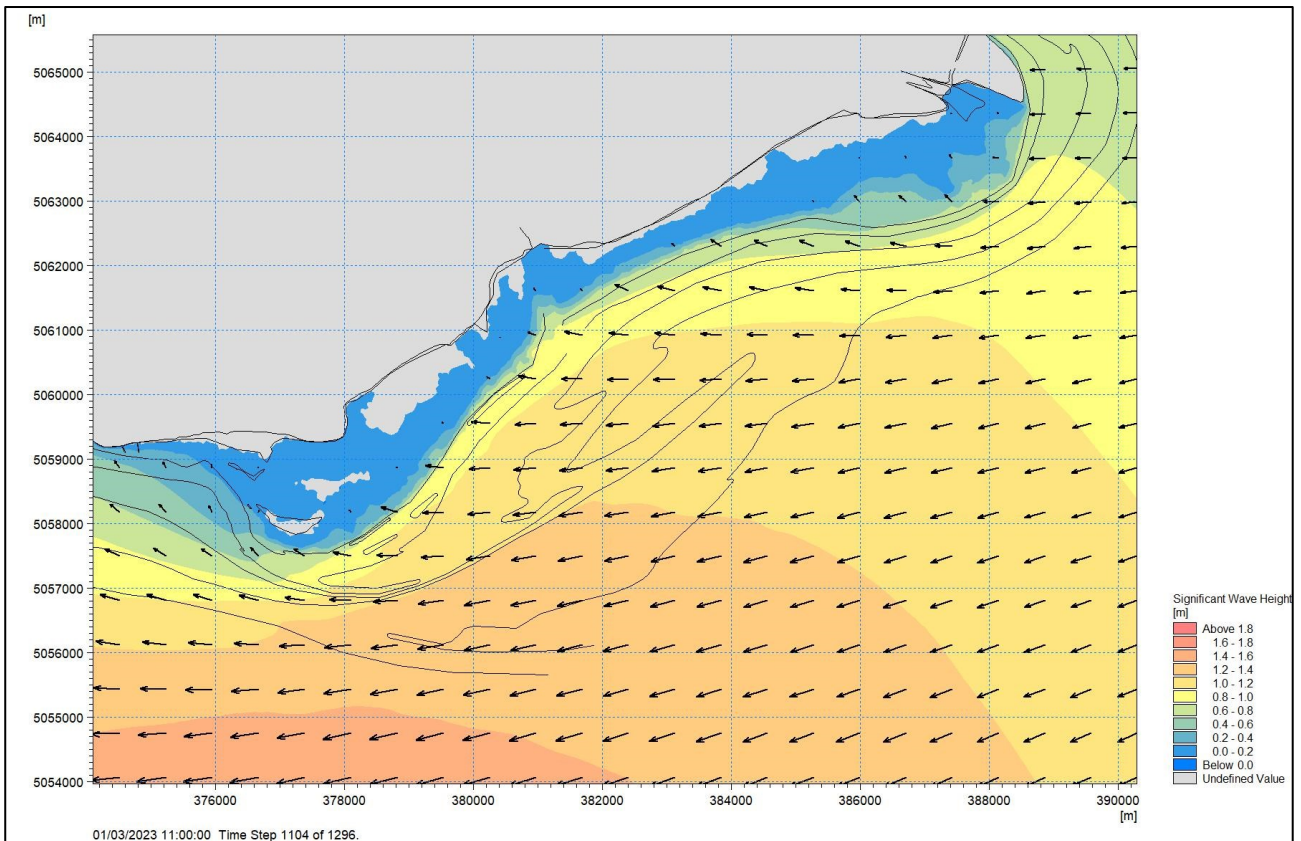 [m]
5065000
5064000
5063000
5062000
5061000
5060000
5059000
5058000
5057000
5056000
5055000
5054000
376000 378000 380000 382000 384000 386000 388000 390000
[m]
01/03/2023 11:00:00 Time Step 1104 of 1296.
Significant Wave Height
[m]
Above 1.8
1.6 - 1.8
1.4 - 1.6
1.2 - 1.4
1.0 - 1.2
0.8 - 1.0
0.6 - 0.8
0.4 - 0.6
0.2 - 0.4
0.0 - 0.2
Below 0.0
Undefined Value